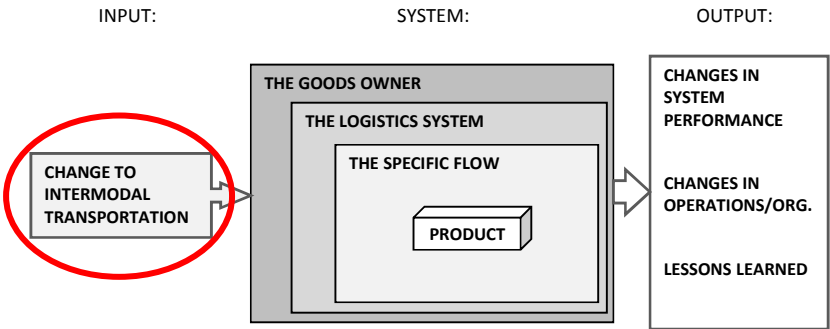 INPUT:
SYSTEM:
OUTPUT:
CHANGE TO
INTERMODAL
TRANSPORTATION
THE GOODS OWNER
THE LOGISTICS SYSTEM
THE SPECIFIC FLOW
PRODUCT
CHANGES IN
SYSTEM
PERFORMANCE
CHANGES IN
OPERATIONS/ORG.
LESSONS LEARNED